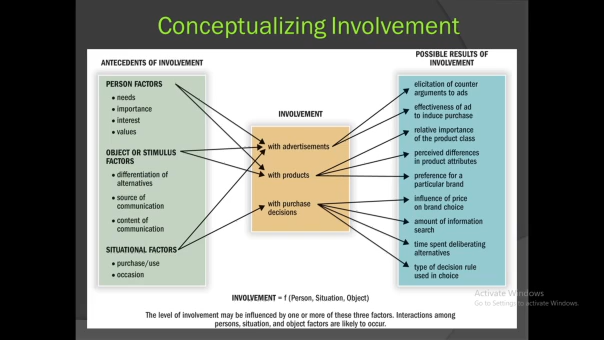 Conceptualizing Involvement
ANTECEDENTS OF INVOLVEMENT
PERSON FACTORS
• needs
• importance
• interest
• values
OBJECT OR STIMULUS
FACTORS
• differentiation of
alternatives
• source of
communication
• content of
communication
SITUATIONAL FACTORS
• purchase/use
• occasion
INVOLVEMENT
with advertisements
with products
with purchase
decisions
POSSIBLE RESULTS OF
INVOLVEMENT
elicitation of counter
arguments to ads
effectiveness of ad
to induce purchase
relative importance
of the product class
perceived differences
in product attributes
preference for a
particular brand
influence of price
on brand choice
amount of information
search
time spent deliberating
alternatives
type of decision rule
used in choice
INVOLVEMENT = f (Person, Situation, Object)
The level of involvement may be influenced by one or more of these three factors. Interactions among
persons, situation, and object factors are likely to occur.
Activate Windows
Go to Settings to activate Windows.